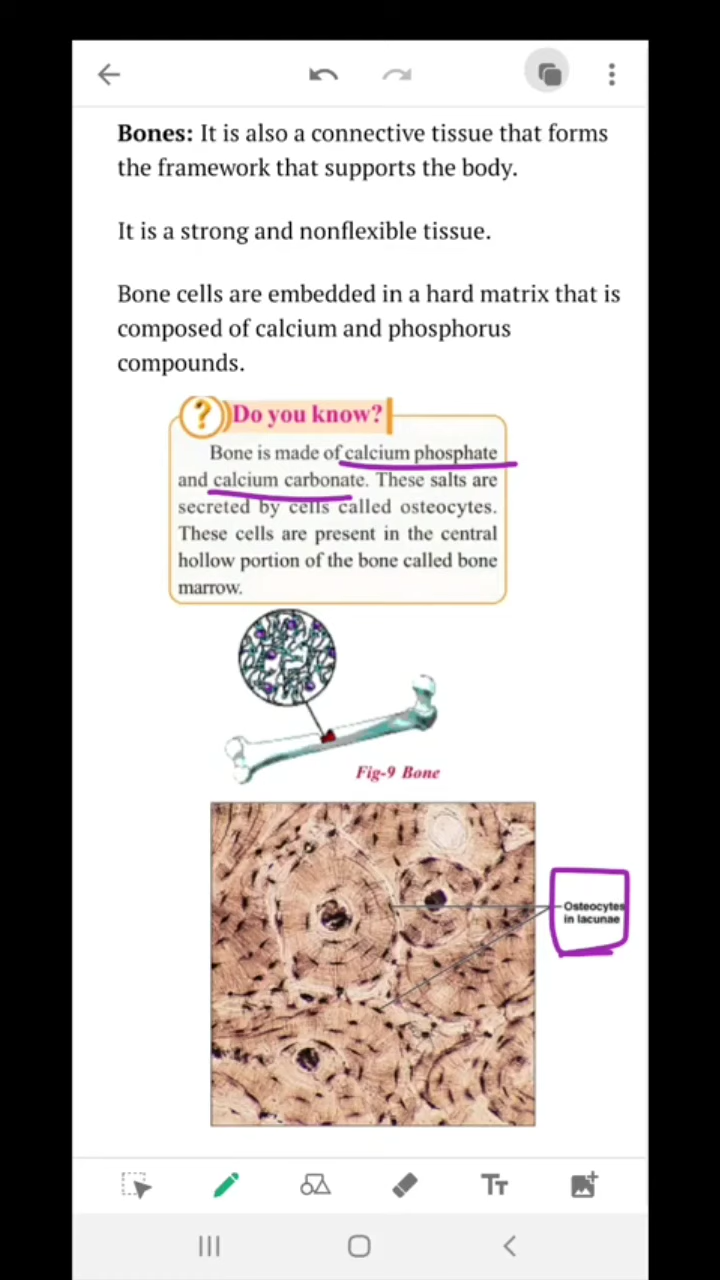 Bones: It is also a connective tissue that forms
the framework that supports the body.
It is a strong and nonflexible tissue.
Bone cells are embedded in a hard matrix that is
composed of calcium and phosphorus
compounds.
? Do you know?
Bone is made of calcium phosphate
and calcium carbonate. These salts are
secreted by cells called osteocytes.
These cells are present in the central
hollow portion of the bone called bone
marrow.
Fig-9 Bone
Osteocytes
in lacunae
TT